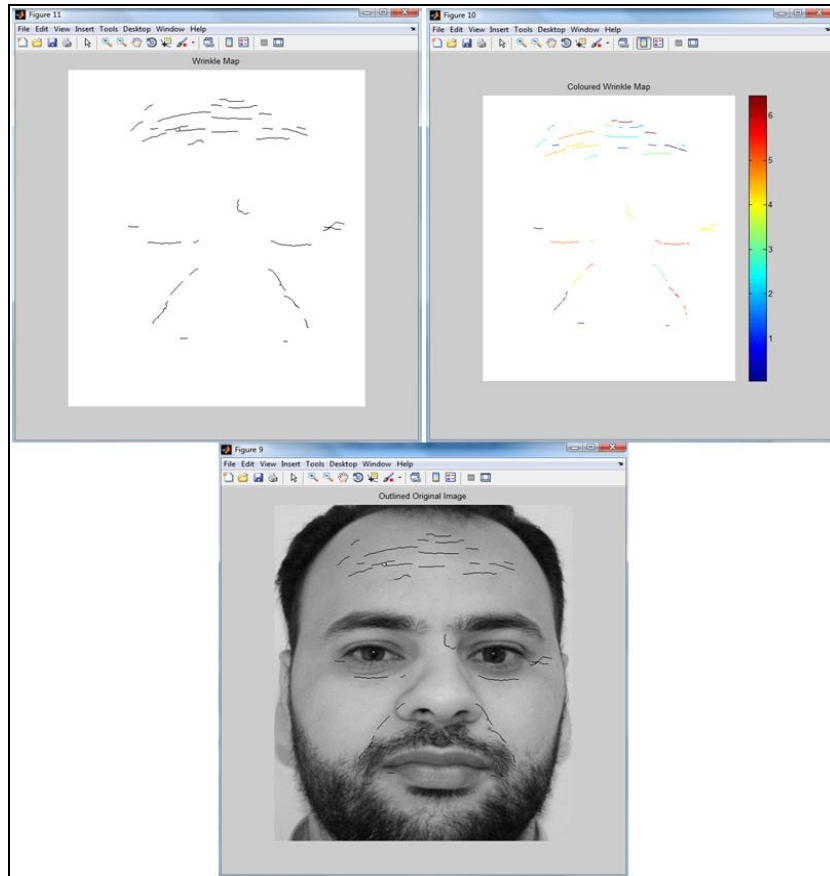 Figure 11
File Edit View Insert Tools Desktop Window Help
Wrinkle Map
Figure 10
File Edit View Insert Tools Desktop Window Help
Coloured Wrinkle Map
6
5
4
3
2
1
Figure 9
File Edit View Insert Tools Desktop Window Help
Outlined Original Image